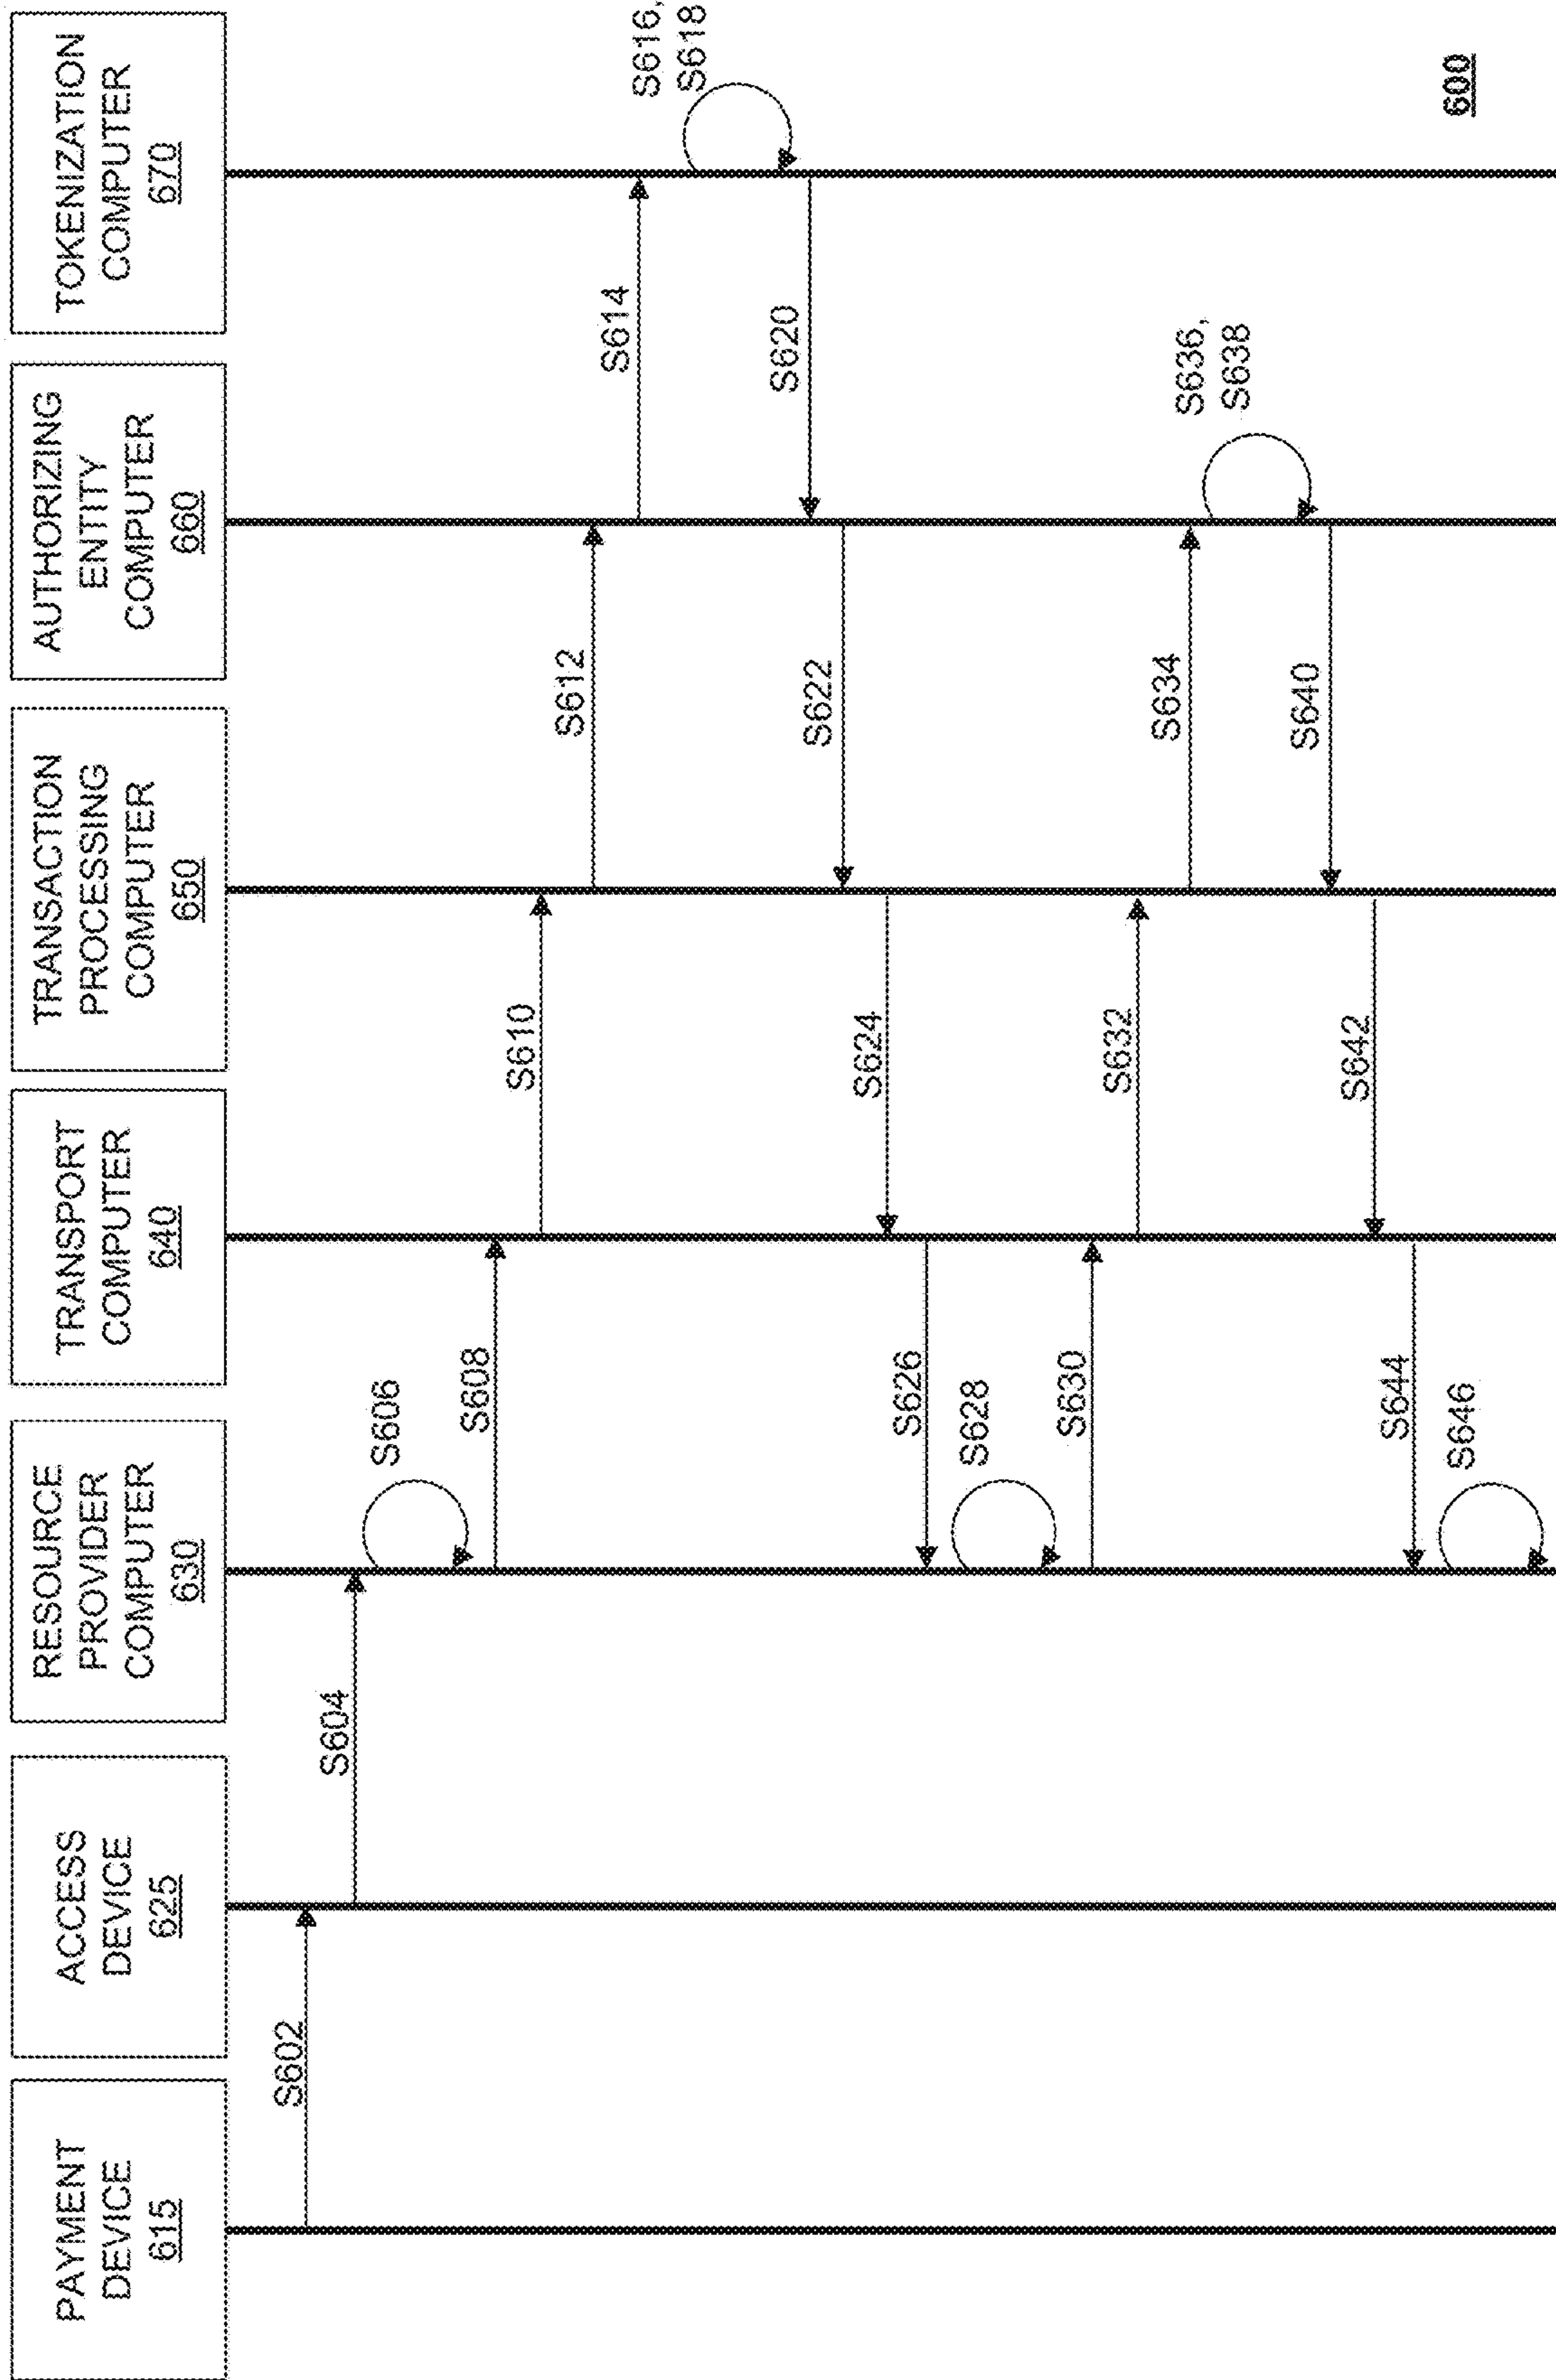 PAYMENT
DEVICE
615
ACCESS
DEVICE
625
RESOURCE
PROVIDER
COMPUTER
630
TRANSPORT
COMPUTER
640
TRANSACTION
PROCESSING
COMPUTER
650
AUTHORIZING
ENTITY
COMPUTER
660
TOKENIZATION
COMPUTER
670
S602
S604
S606
S608
S610
S612
S614
S616,
S618
S620
S622
S624
S626
S628
S630
S632
S634
S636,
S638
S640
S642
S644
S646
600